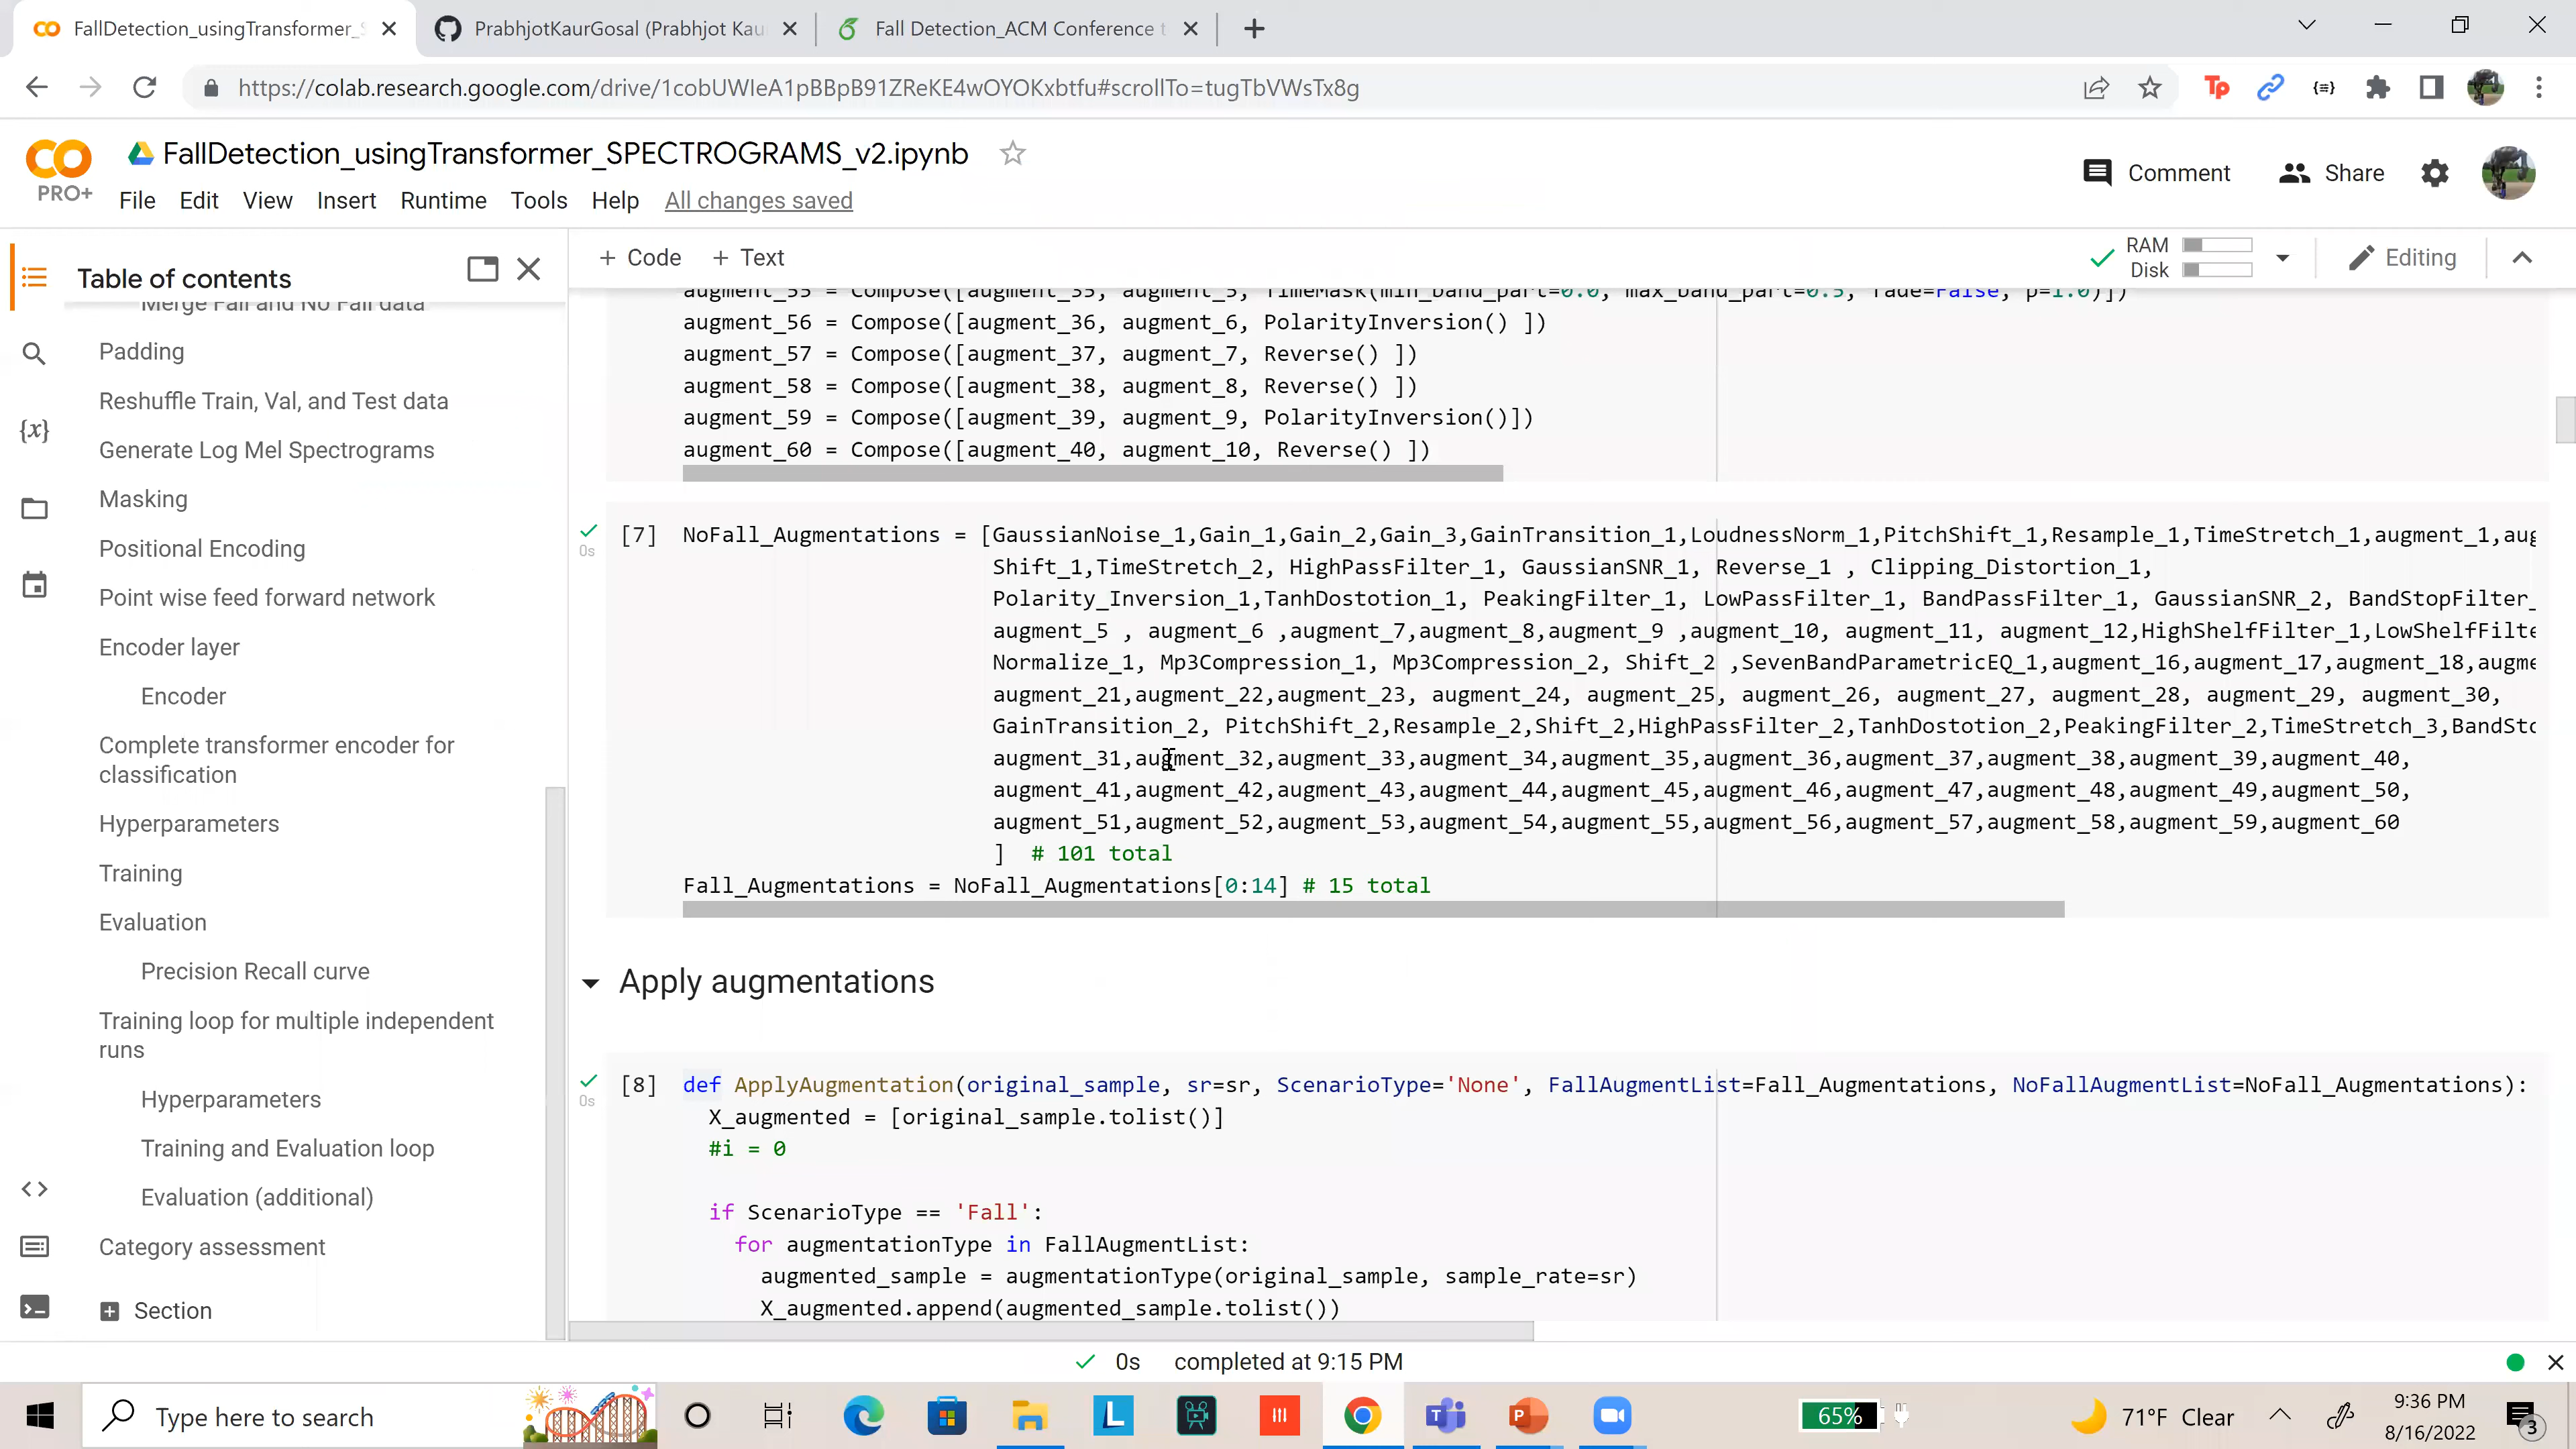 FallDetection_usingTransformer_S
PrabhjotKaurGosal (Prabhjot Kau
Fall Detection_ACM Conference t
https://colab.research.google.com/drive/1cobUWIeA1pBBpB91ZReKE4wOYOKxbtfu#scrollTo=tugTbVWsTx8g
Tp
CO
PRO+
FallDetection_usingTransformer_SPECTROGRAMS_v2.ipynb
Comment
Share
File Edit View Insert Runtime Tools Help All changes saved
Table of contents
+ Code + Text
RAM
Disk
Editing
Merge Fall and No Fall data
Padding
Reshuffle Train, Val, and Test data
Generate Log Mel Spectrograms
Masking
Positional Encoding
Point wise feed forward network
Encoder layer
Encoder
Complete transformer encoder for
classification
Hyperparameters
Training
Evaluation
Precision Recall curve
Training loop for multiple independent
runs
Hyperparameters
Training and Evaluation loop
Evaluation (additional)
Category assessment
Section
augment_55 = Compose([augment_35, augment_5, TimeMask(min_band_part=0.0, max_band_part=0.5, fade=False, p=1.0)])
augment_56 = Compose([augment_36, augment_6, PolarityInversion() ])
augment_57 = Compose([augment_37, augment_7, Reverse() ])
augment_58 = Compose([augment_38, augment_8, Reverse() ])
augment_59 = Compose([augment_39, augment_9, PolarityInversion()])
augment_60 = Compose([augment_40, augment_10, Reverse() ])
0s
[7] NoFall_Augmentations = [GaussianNoise_1,Gain_1,Gain_2,Gain_3,GainTransition_1,LoudnessNorm_1,PitchShift_1,Resample_1,TimeStretch_1,augment_1,aug
Shift_1,TimeStretch_2, HighPassFilter_1, GaussianSNR_1, Reverse_1 , Clipping_Distortion_1,
Polarity_Inversion_1,TanhDostotion_1, PeakingFilter_1, LowPassFilter_1, BandPassFilter_1, GaussianSNR_2, BandStopFilter_
augment_5 , augment_6 ,augment_7,augment_8,augment_9 ,augment_10, augment_11, augment_12,HighShelfFilter_1,LowShelfFilte
Normalize_1, Mp3Compression_1, Mp3Compression_2, Shift_2 ,SevenBandParametricEQ_1,augment_16,augment_17,augment_18,augme
augment_21,augment_22,augment_23, augment_24, augment_25, augment_26, augment_27, augment_28, augment_29, augment_30,
GainTransition_2, PitchShift_2,Resample_2,Shift_2,HighPassFilter_2,TanhDostotion_2,PeakingFilter_2,TimeStretch_3,BandSto
augment_31,augment_32,augment_33,augment_34,augment_35,augment_36,augment_37,augment_38,augment_39,augment_40,
augment_41,augment_42,augment_43,augment_44,augment_45,augment_46,augment_47,augment_48,augment_49,augment_50,
augment_51,augment_52,augment_53,augment_54,augment_55,augment_56,augment_57,augment_58,augment_59,augment_60
] # 101 total
Fall_Augmentations = NoFall_Augmentations[0:14] # 15 total
Apply augmentations
0s
[8] def ApplyAugmentation(original_sample, sr=sr, ScenarioType='None', FallAugmentList=Fall_Augmentations, NoFallAugmentList=NoFall_Augmentations):
X_augmented = [original_sample.tolist()]
#i = 0
if ScenarioType == 'Fall':
for augmentationType in FallAugmentList:
augmented_sample = augmentationType(original_sample, sample_rate=sr)
X_augmented.append(augmented_sample.tolist())
0s completed at 9:15 PM
Type here to search
65%
71°F Clear
9:36 PM
8/16/2022
3